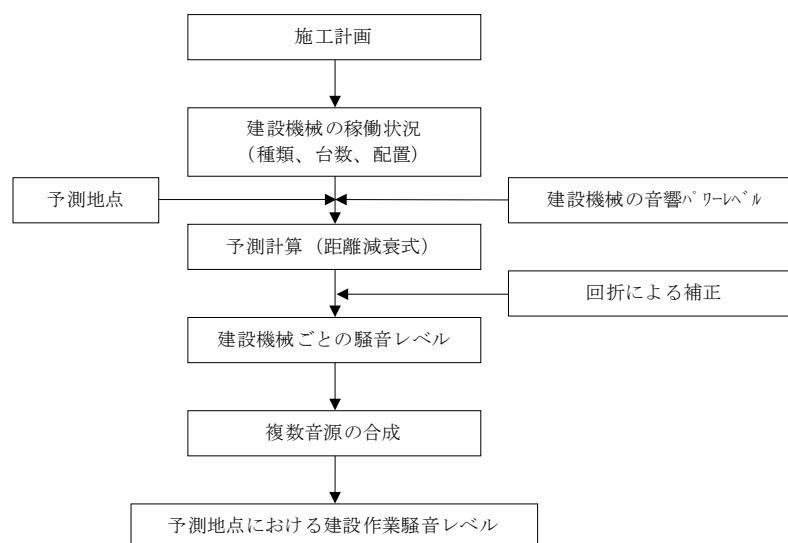 施工計画
建設機械の稼働状況
（種類、台数、配置）
予測地点
建設機械の音響ﾊﾟﾜｰﾚﾍﾞﾙ
予測計算（距離減衰式）
回折による補正
建設機械ごとの騒音レベル
複数音源の合成
予測地点における建設作業騒音レベル